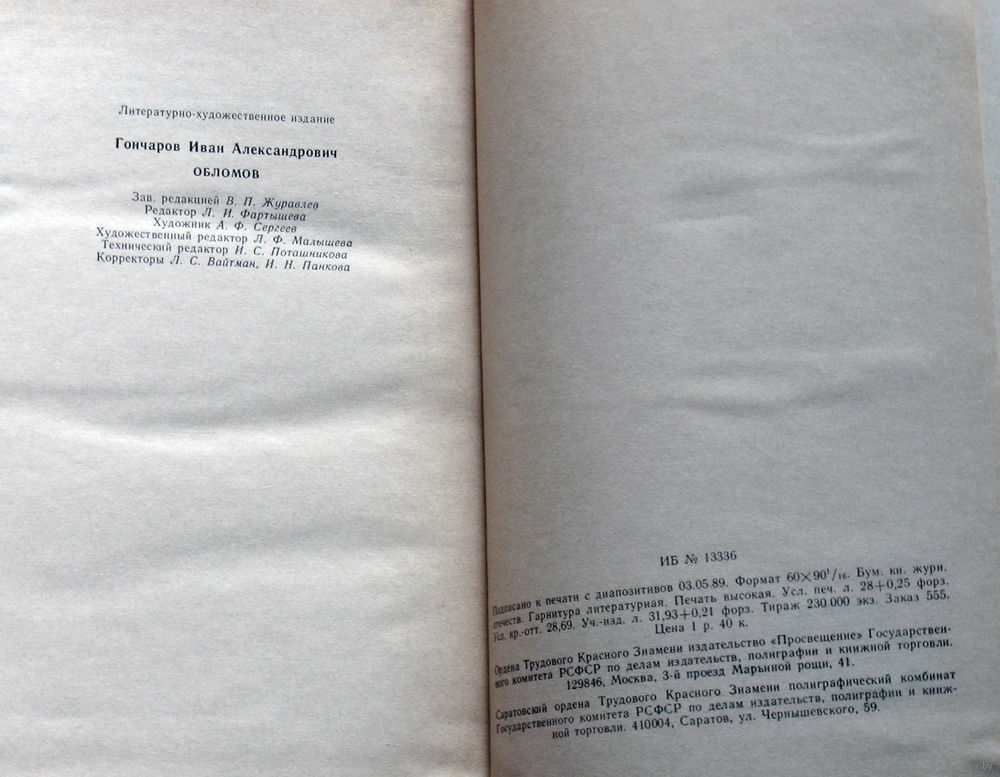 Литературно-художественное издание
Гончаров Иван Александрович
ОБЛОМОВ
Зав. редакцией В. П. Журавлев
Редактор Л. И. Фартышева
Художник А. Ф. Сергеев
Художественный редактор Л. Ф. Малышева
Технический редактор И. С. Поташникова
Корректоры Л. С. Вайтман, И. Н. Панкова
ИБ № 13336
Подписано к печати с диапозитивов 03.05.89. Формат 60×90¹/₁₆. Бум. кн. журн.
отечеств. Гарнитура литературная. Печать высокая. Усл. печ. л. 28+0,25 форз.
Усл. кр.-отт. 28,69. Уч.-изд. л. 31,93+0,21 форз. Тираж 230 000 экз. Заказ 555.
Цена 1 р. 40 к.
Ордена Трудового Красного Знамени издательство «Просвещение» Государствен-
ного комитета РСФСР по делам издательств, полиграфии и книжной торговли.
129846, Москва, 3-й проезд Марьиной рощи, 41.
Саратовский ордена Трудового Красного Знамени полиграфический комбинат
Государственного комитета РСФСР по делам издательств, полиграфии и книж-
ной торговли. 410004, Саратов, ул. Чернышевского, 59.